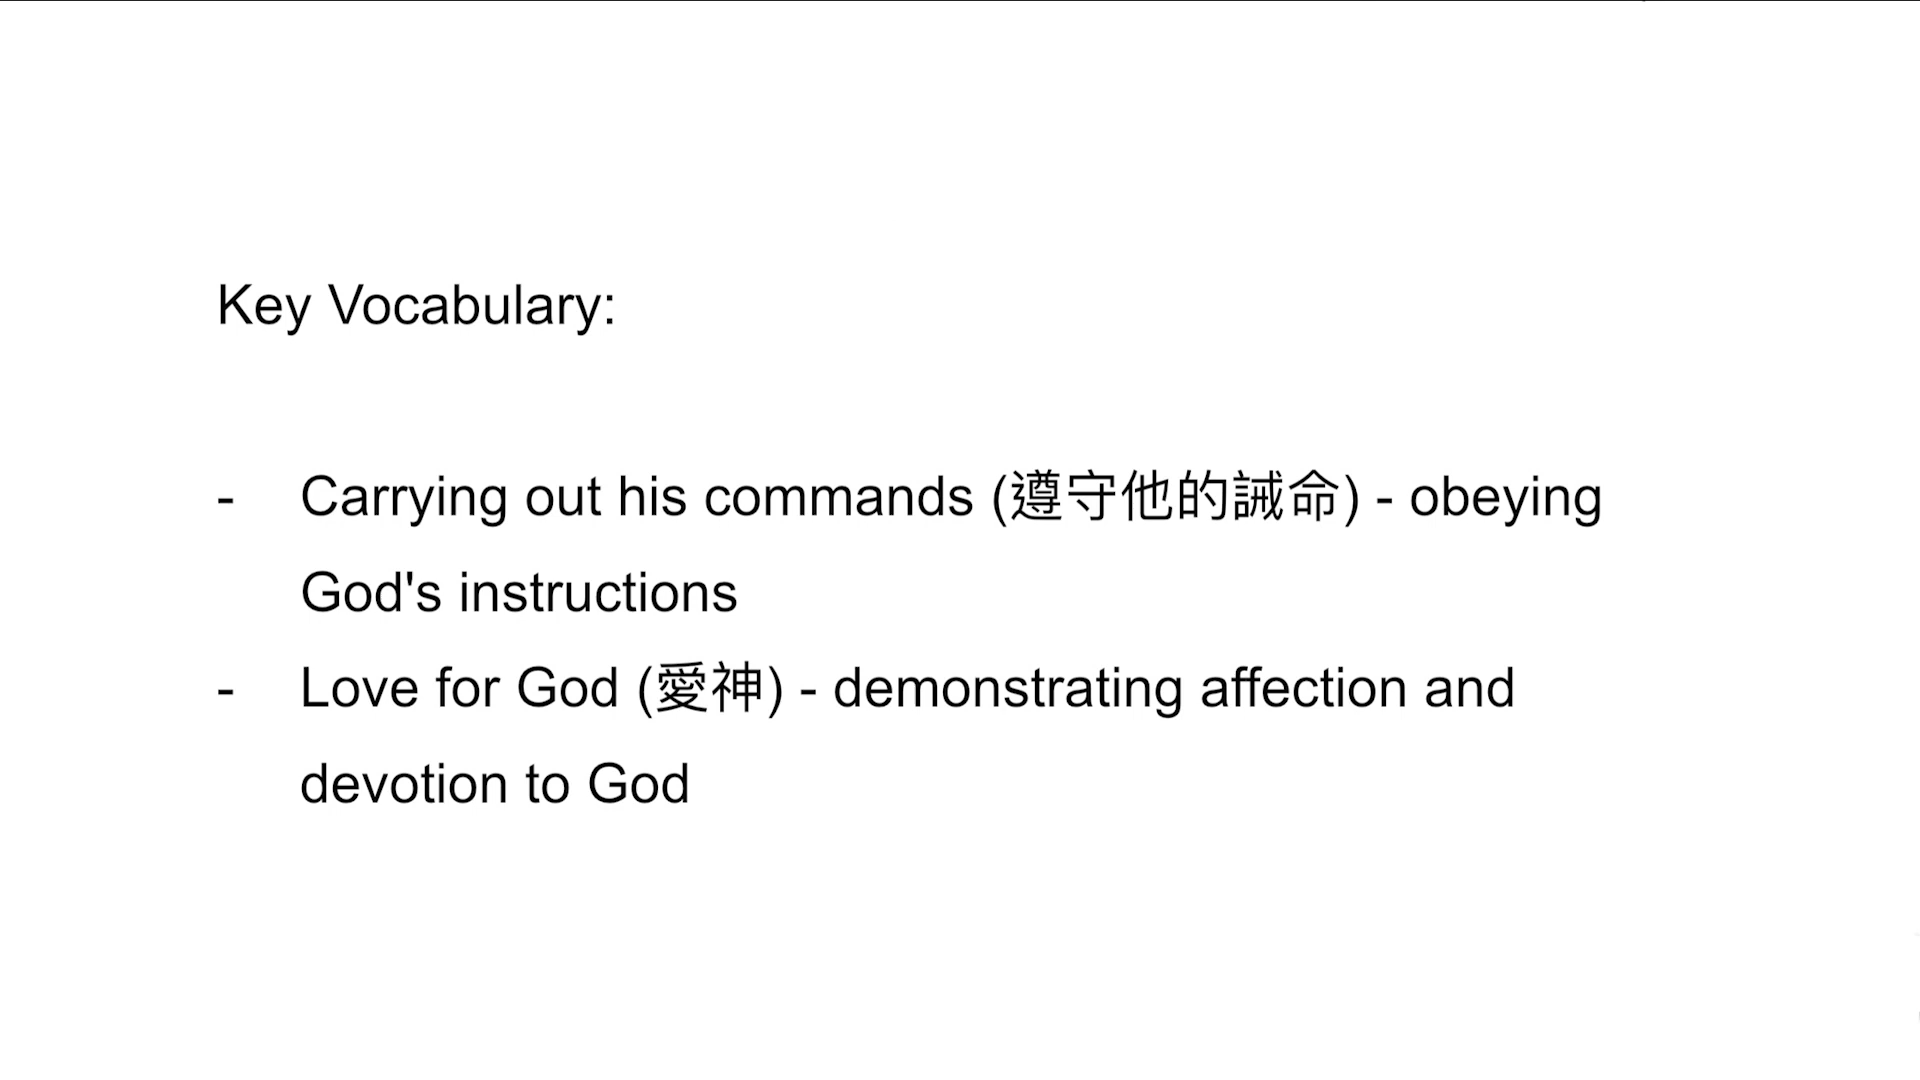 Key Vocabulary:
- Carrying out his commands (遵守他的誡命) - obeying
God's instructions
- Love for God (愛神) - demonstrating affection and
devotion to God